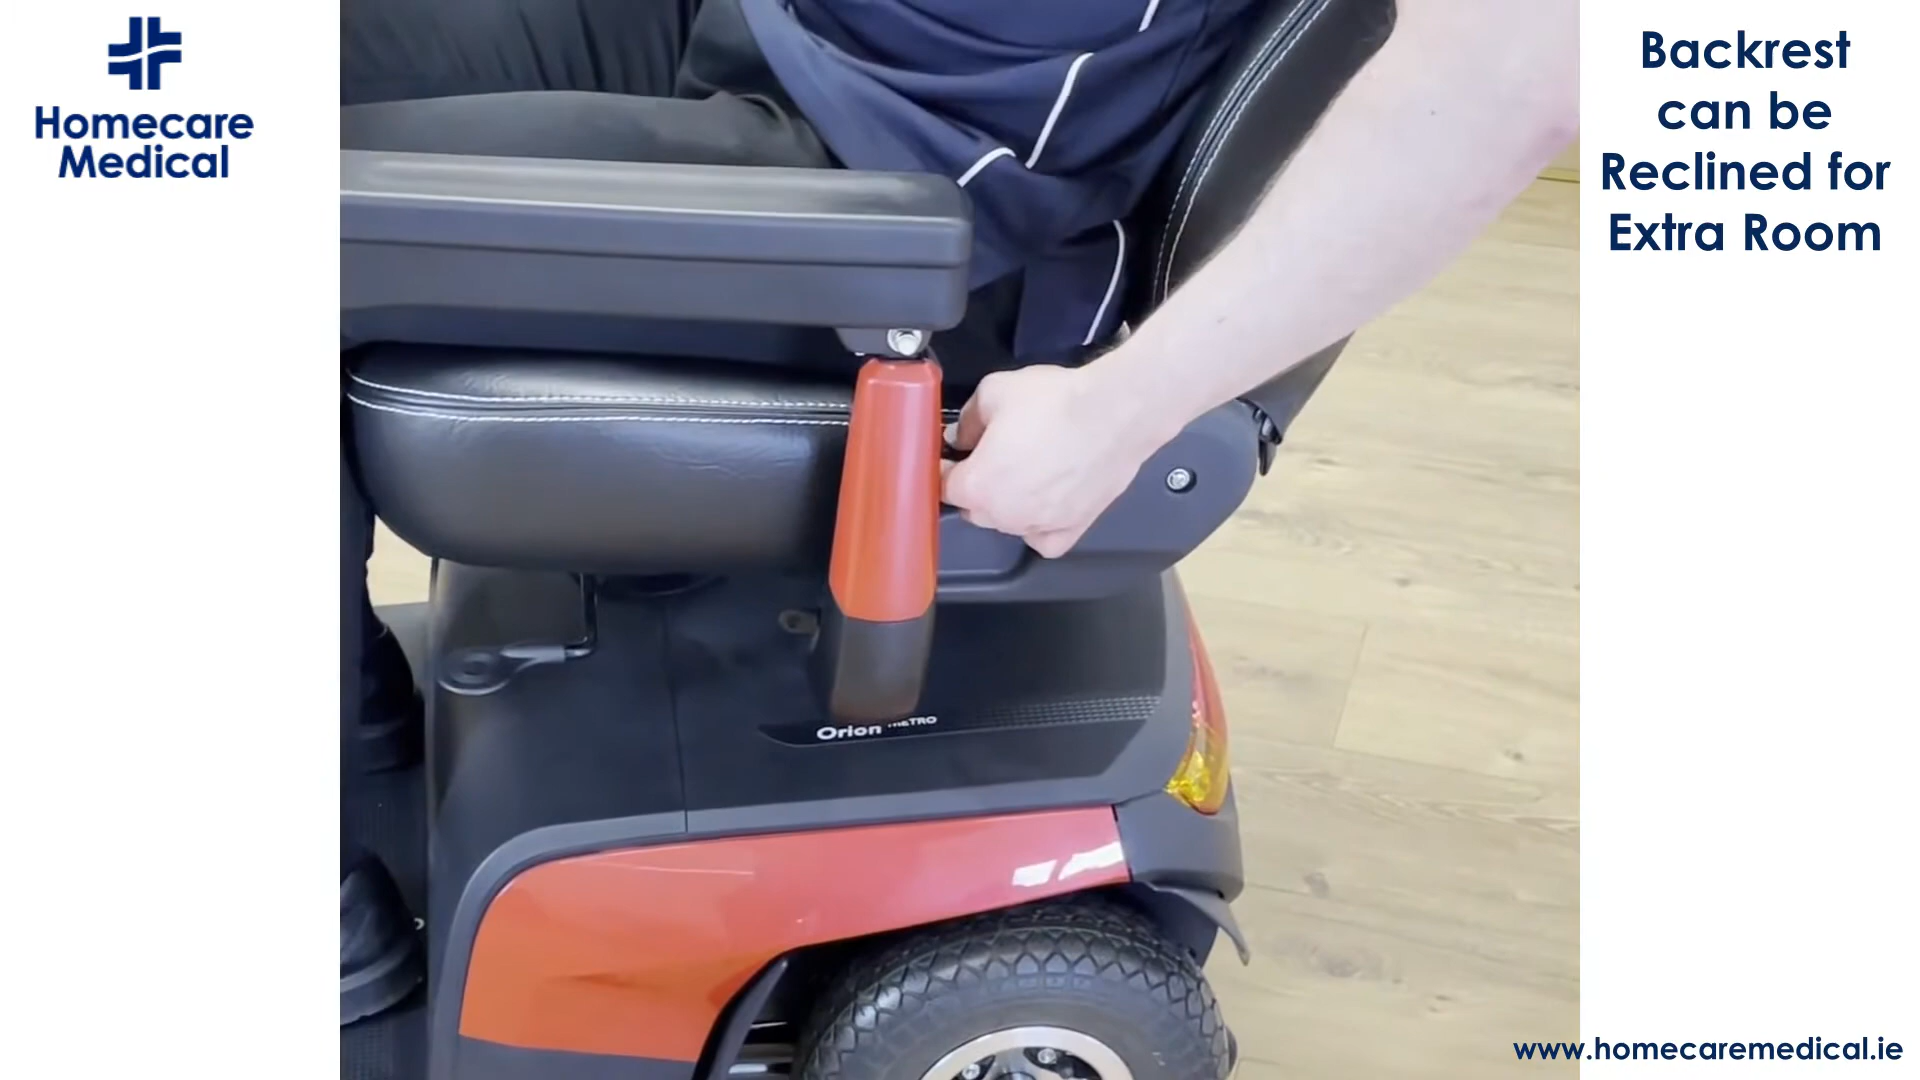 Homecare
Medical
Backrest
can be
Reclined for
Extra Room
Orion METRO
www.homecaremedical.ie